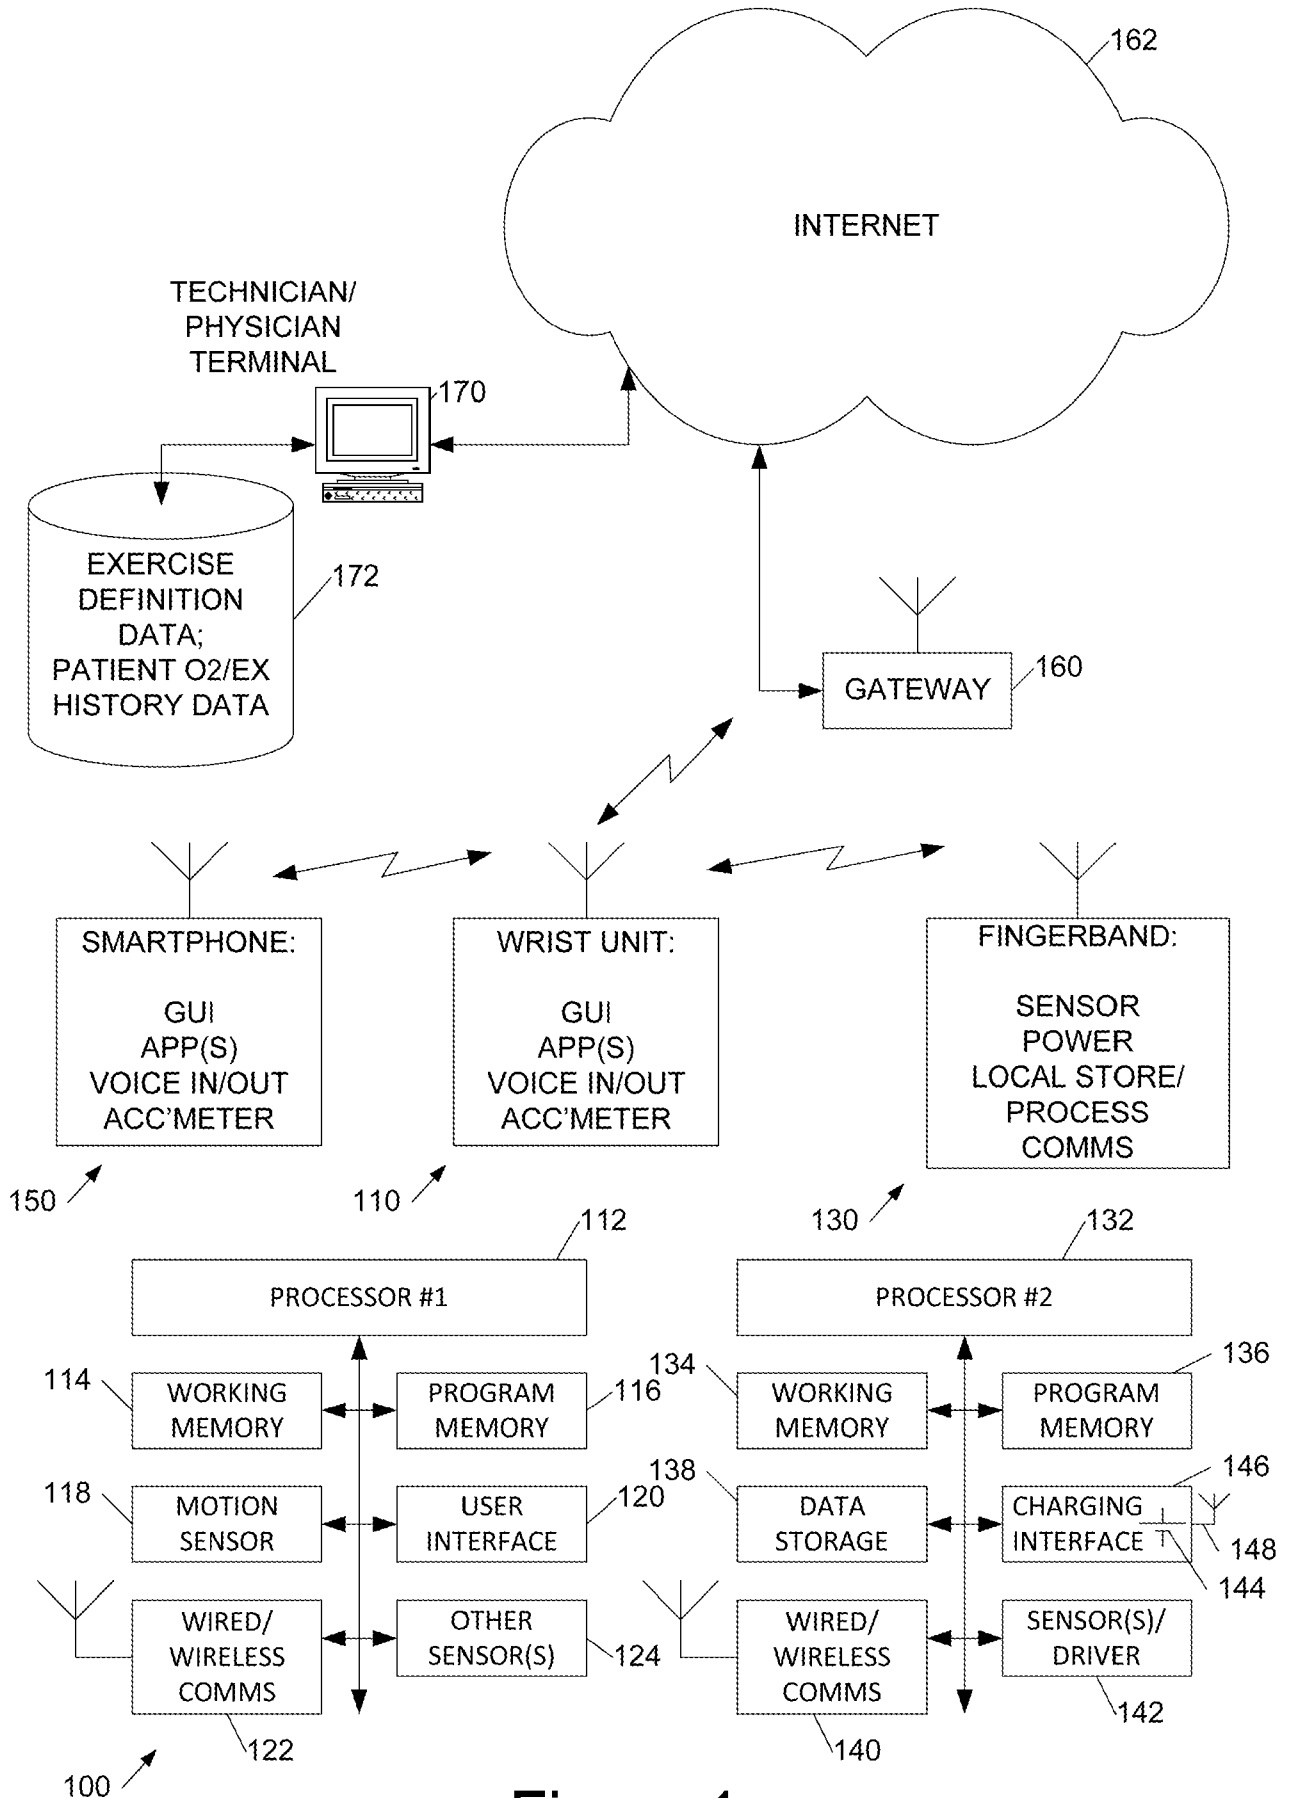 162
INTERNET
TECHNICIAN/
PHYSICIAN
TERMINAL
170
EXERCISE
DEFINITION
DATA;
PATIENT O2/EX
HISTORY DATA
172
GATEWAY
160
SMARTPHONE:
GUI
APP(S)
VOICE IN/OUT
ACC'METER
150
WRIST UNIT:
GUI
APP(S)
VOICE IN/OUT
ACC'METER
110
FINGERBAND:
SENSOR
POWER
LOCAL STORE/
PROCESS
COMMS
130
112
PROCESSOR #1
114
WORKING
MEMORY
PROGRAM
MEMORY
116
118
MOTION
SENSOR
USER
INTERFACE
120
WIRED/
WIRELESS
COMMS
122
OTHER
SENSOR(S)
124
100
132
PROCESSOR #2
134
WORKING
MEMORY
PROGRAM
MEMORY
136
138
DATA
STORAGE
CHARGING
INTERFACE
146
148
144
WIRED/
WIRELESS
COMMS
140
SENSOR(S)/
DRIVER
142